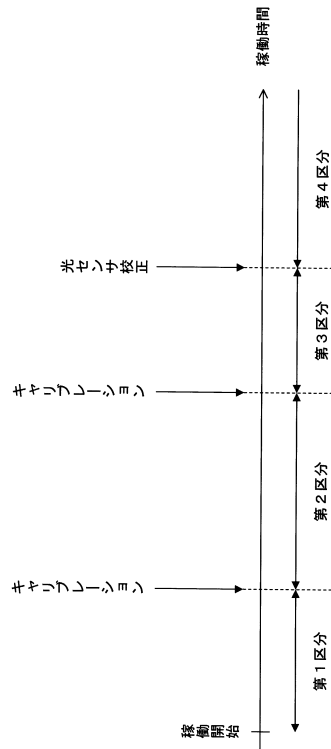 稼働開始
キャリブレーション
キャリブレーション
光センサ校正
稼働時間
第1区分
第2区分
第3区分
第4区分